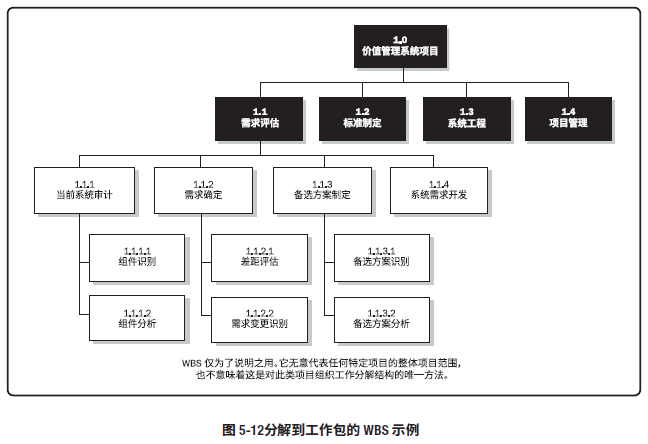 1.0
价值管理系统项目
1.1
需求评估
1.2
标准制定
1.3
系统工程
1.4
项目管理
1.1.1
当前系统审计
1.1.2
需求确定
1.1.3
备选方案制定
1.1.4
系统需求开发
1.1.1.1
组件识别
1.1.2.1
差距评估
1.1.3.1
备选方案识别
1.1.1.2
组件分析
1.1.2.2
需求变更识别
1.1.3.2
备选方案分析
WBS 仅为了说明之用。它无意代表任何特定项目的整体项目范围，
也不意味着这是对此类项目组织工作分解结构的唯一方法。
图 5-12分解到工作包的 WBS 示例